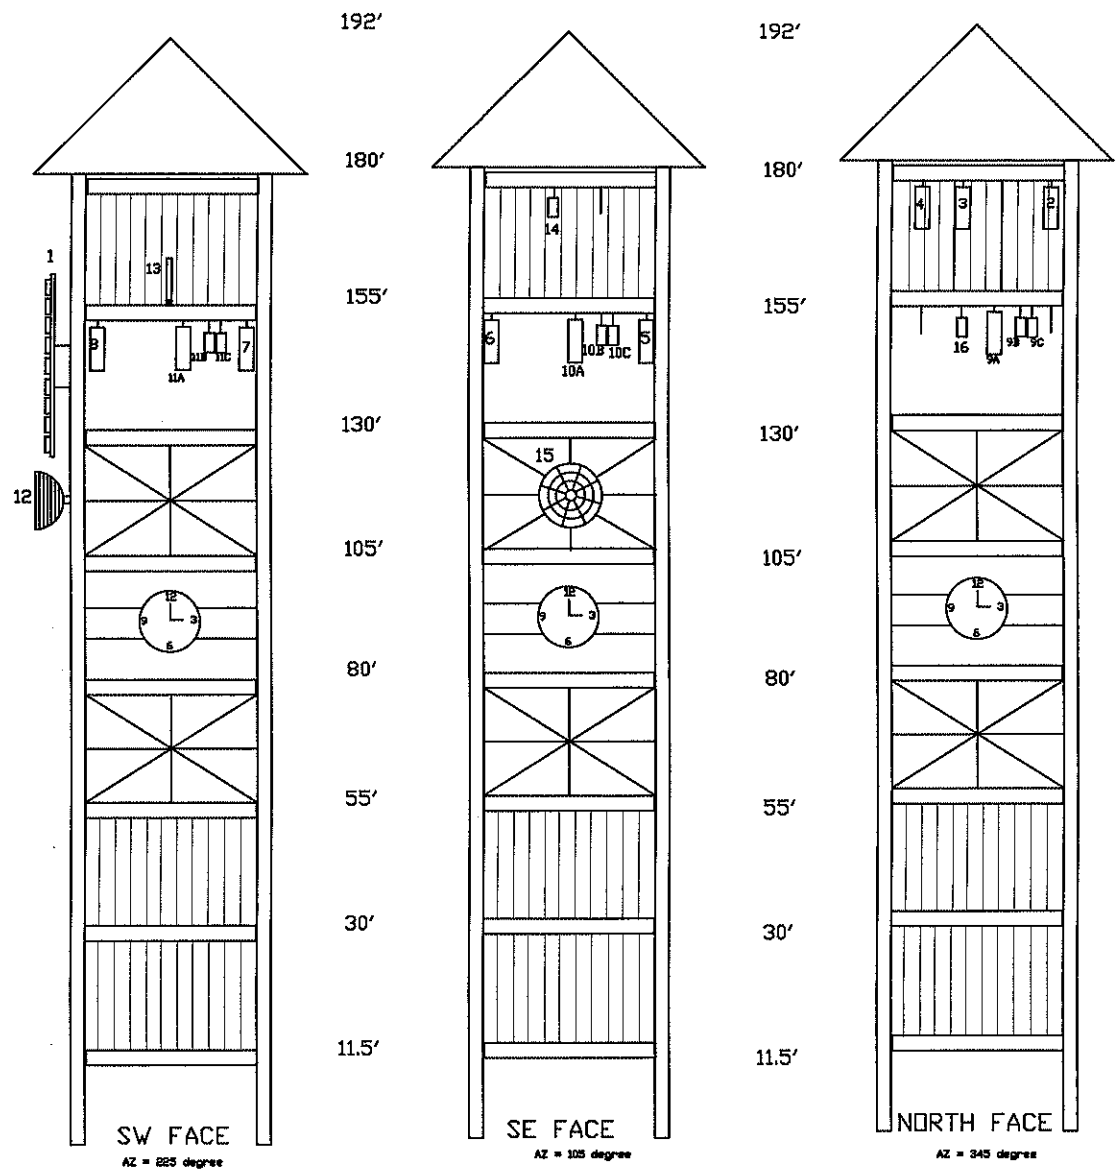 192' 192'
180' 180'
4 3 2
14
1 13
155' 155'
8 11A 11B 11C 7
6 10A 10B 10C 5
16 9A 9B 9C
130' 130'
15
12
105' 105'
12 9 3 6
12 9 3 6
12 9 3 6
80' 80'
55' 55'
30' 30'
11.5' 11.5'
SW FACE
AZ = 225 degree
SE FACE
AZ = 105 degree
NORTH FACE
AZ = 345 degree